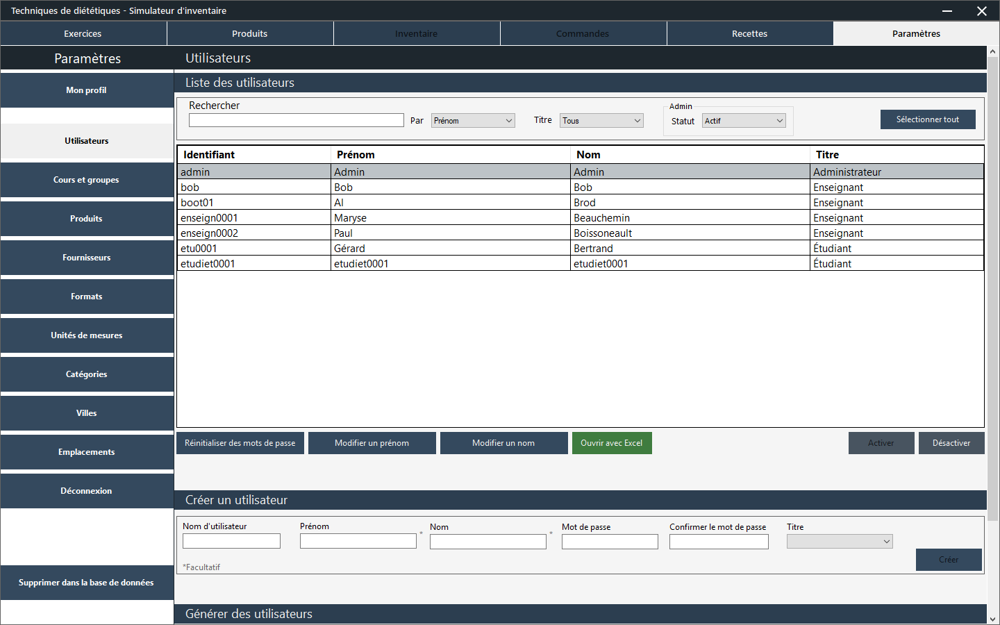 Techniques de diététiques - Simulateur d'inventaire
Exercices Produits Inventaire Commandes Recettes Paramètres
Paramètres
Mon profil
Utilisateurs
Cours et groupes
Produits
Fournisseurs
Formats
Unités de mesures
Catégories
Villes
Emplacements
Déconnexion
Supprimer dans la base de données
Utilisateurs
Liste des utilisateurs
Rechercher
Par Prénom Titre Tous
Admin
Statut Actif
Sélectionner tout
Identifiant Prénom Nom Titre
admin Admin Admin Administrateur
bob Bob Bob Enseignant
boot01 Al Brod Enseignant
enseign0001 Maryse Beauchemin Enseignant
enseign0002 Paul Boissoneault Enseignant
etu0001 Gérard Bertrand Étudiant
etudiet0001 etudiet0001 etudiet0001 Étudiant
Réinitialiser des mots de passe Modifier un prénom Modifier un nom Ouvrir avec Excel Activer Désactiver
Créer un utilisateur
Nom d'utilisateur Prénom * Nom * Mot de passe Confirmer le mot de passe Titre
*Facultatif
Créer
Générer des utilisateurs